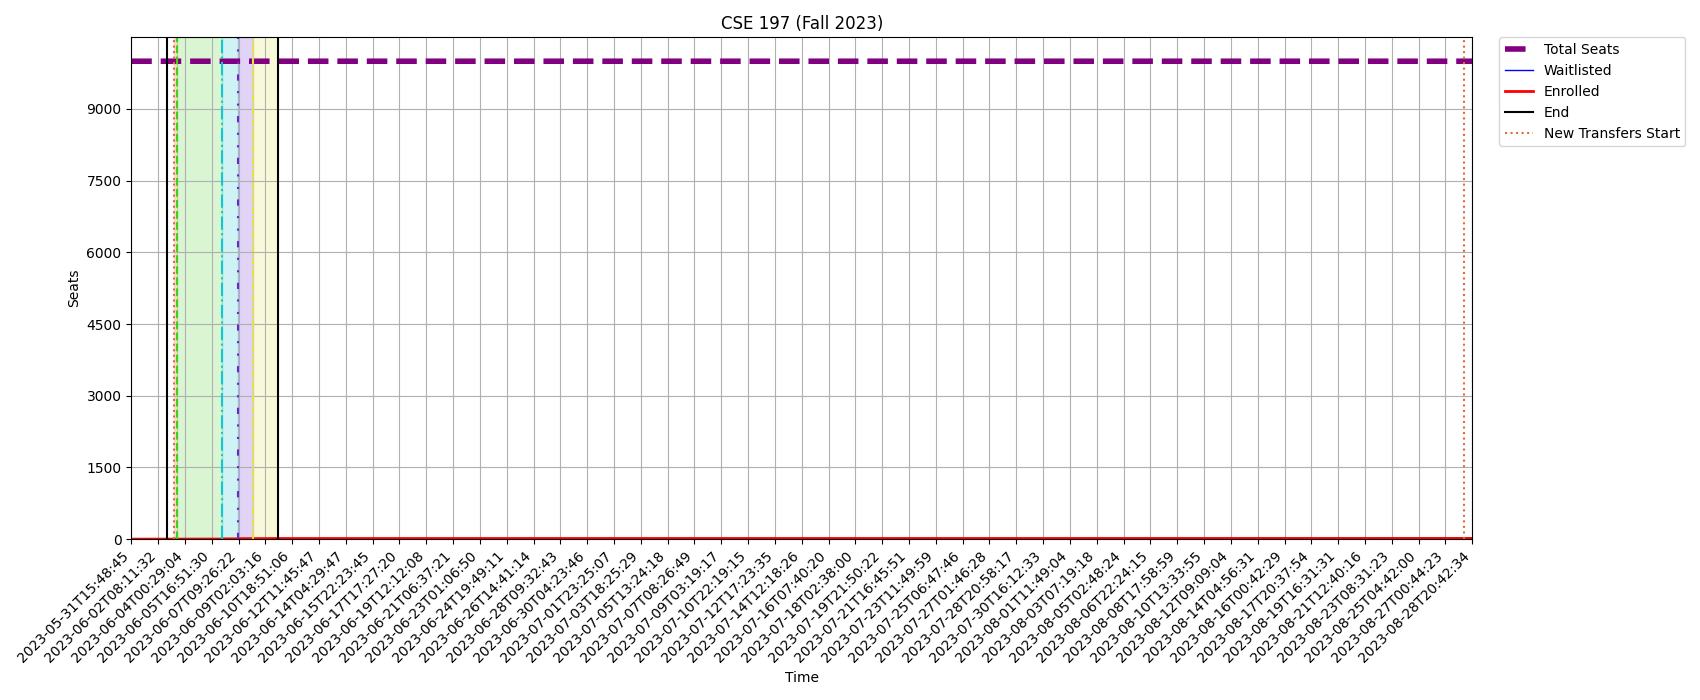 CSE 197 (Fall 2023)
Total Seats
Waitlisted
Enrolled
End
New Transfers Start
Seats
9000
7500
6000
4500
3000
1500
0
2023-05-31T15:48:45
2023-06-02T08:11:32
2023-06-04T00:29:04
2023-06-05T16:51:30
2023-06-07T09:26:22
2023-06-09T02:03:16
2023-06-10T18:51:06
2023-06-12T11:45:47
2023-06-14T04:29:47
2023-06-15T22:23:45
2023-06-17T17:27:20
2023-06-19T12:12:08
2023-06-21T06:37:21
2023-06-23T01:06:50
2023-06-24T19:49:11
2023-06-26T14:41:14
2023-06-28T09:32:43
2023-06-30T04:23:46
2023-07-01T23:25:07
2023-07-03T18:25:29
2023-07-05T13:24:18
2023-07-07T08:26:49
2023-07-09T03:19:17
2023-07-10T22:19:15
2023-07-12T17:23:35
2023-07-14T12:18:26
2023-07-16T07:40:20
2023-07-18T02:38:00
2023-07-19T21:50:22
2023-07-21T16:45:51
2023-07-23T11:49:59
2023-07-25T06:47:46
2023-07-27T01:46:28
2023-07-28T20:58:17
2023-07-30T16:12:33
2023-08-01T11:49:04
2023-08-03T07:19:18
2023-08-05T02:48:24
2023-08-06T22:24:15
2023-08-08T17:58:59
2023-08-10T13:33:55
2023-08-12T09:09:04
2023-08-14T04:56:31
2023-08-16T00:42:29
2023-08-17T20:37:54
2023-08-19T16:31:31
2023-08-21T12:40:16
2023-08-23T08:31:23
2023-08-25T04:42:00
2023-08-27T00:44:23
2023-08-28T20:42:34
Time